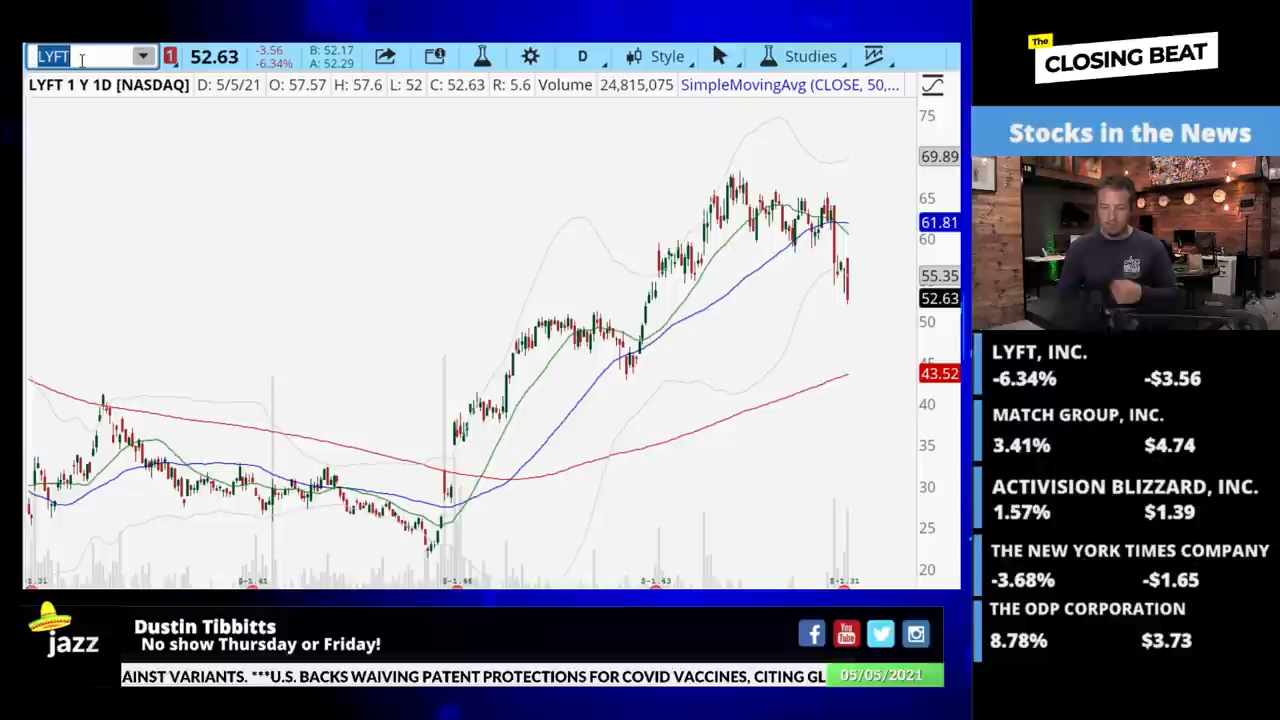 LYFT
1
52.63
-3.56
-6.34%
B: 52.17
A: 52.29
D
Style
Studies
LYFT 1 Y 1D [NASDAQ]
D: 5/5/21
O: 57.57
H: 57.6
L: 52
C: 52.63
R: 5.6
Volume
24,815,075
SimpleMovingAvg (CLOSE, 50,...
75
69.89
65
61.81
60
55.35
52.63
50
45
43.52
40
35
30
25
20
The
CLOSING BEAT
Stocks in the News
LYFT, INC.
-6.34% -$3.56
MATCH GROUP, INC.
3.41% $4.74
ACTIVISION BLIZZARD, INC.
1.57% $1.39
THE NEW YORK TIMES COMPANY
-3.68% -$1.65
THE ODP CORPORATION
8.78% $3.73
jazz
Dustin Tibbitts
No show Thursday or Friday!
You
Tube
AINST VARIANTS. ***U.S. BACKS WAIVING PATENT PROTECTIONS FOR COVID VACCINES, CITING GL
05/05/2021